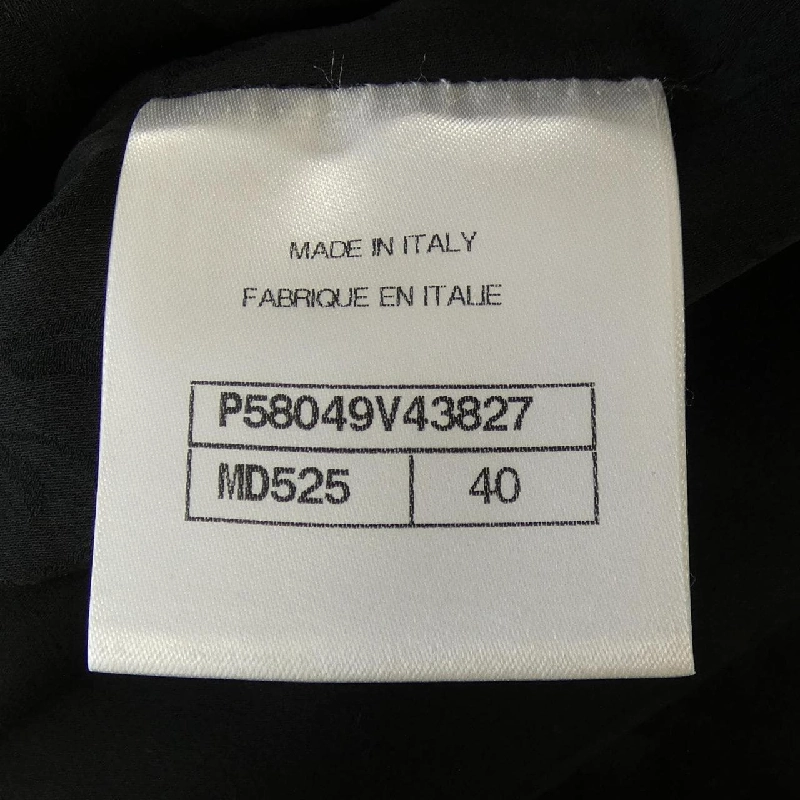 MADE IN ITALY
FABRIQUE EN ITALIE
P58049V43827
MD525 40